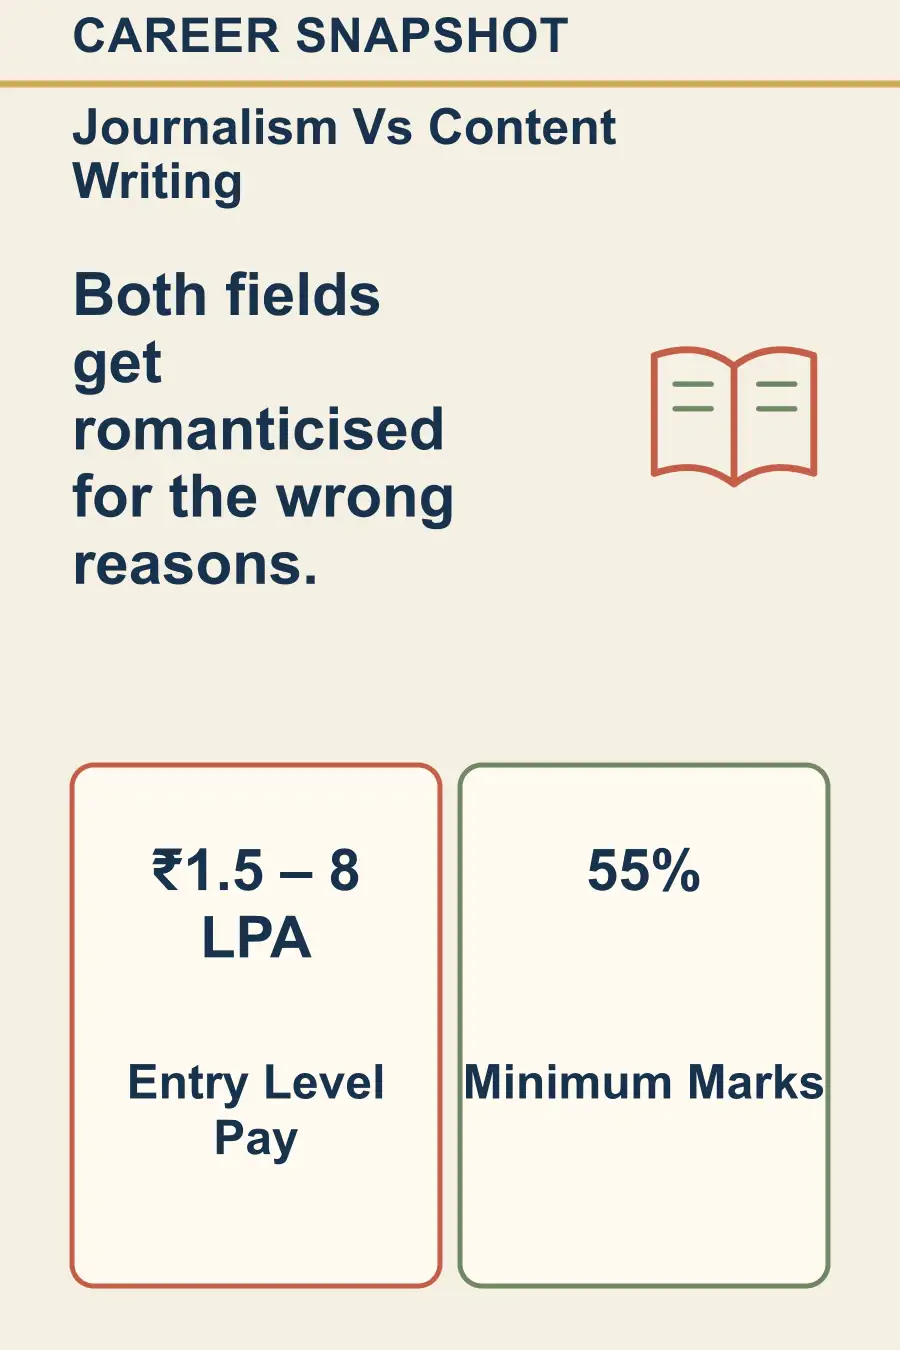 CAREER SNAPSHOT
Journalism Vs Content
Writing
Both fields
get
romanticised
for the wrong
reasons.
₹1.5 – 8
LPA
Entry Level
Pay
55%
Minimum Marks